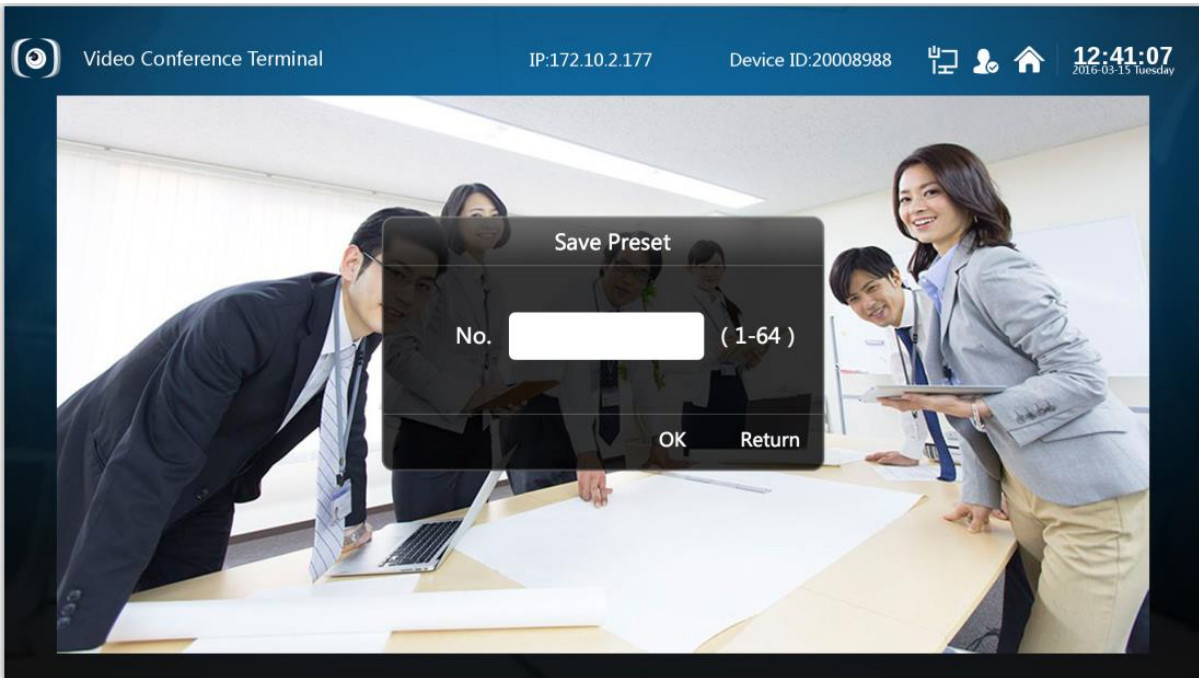 Video Conference Terminal IP:172.10.2.177 Device ID:20008988 12:41:07
2016-03-15 Tuesday
Save Preset
No. ( 1-64 )
OK Return